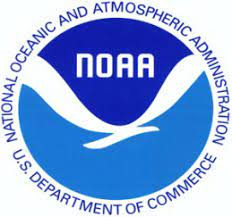 NATIONAL OCEANIC AND ATMOSPHERIC ADMINISTRATION
NOAA
U.S. DEPARTMENT OF COMMERCE